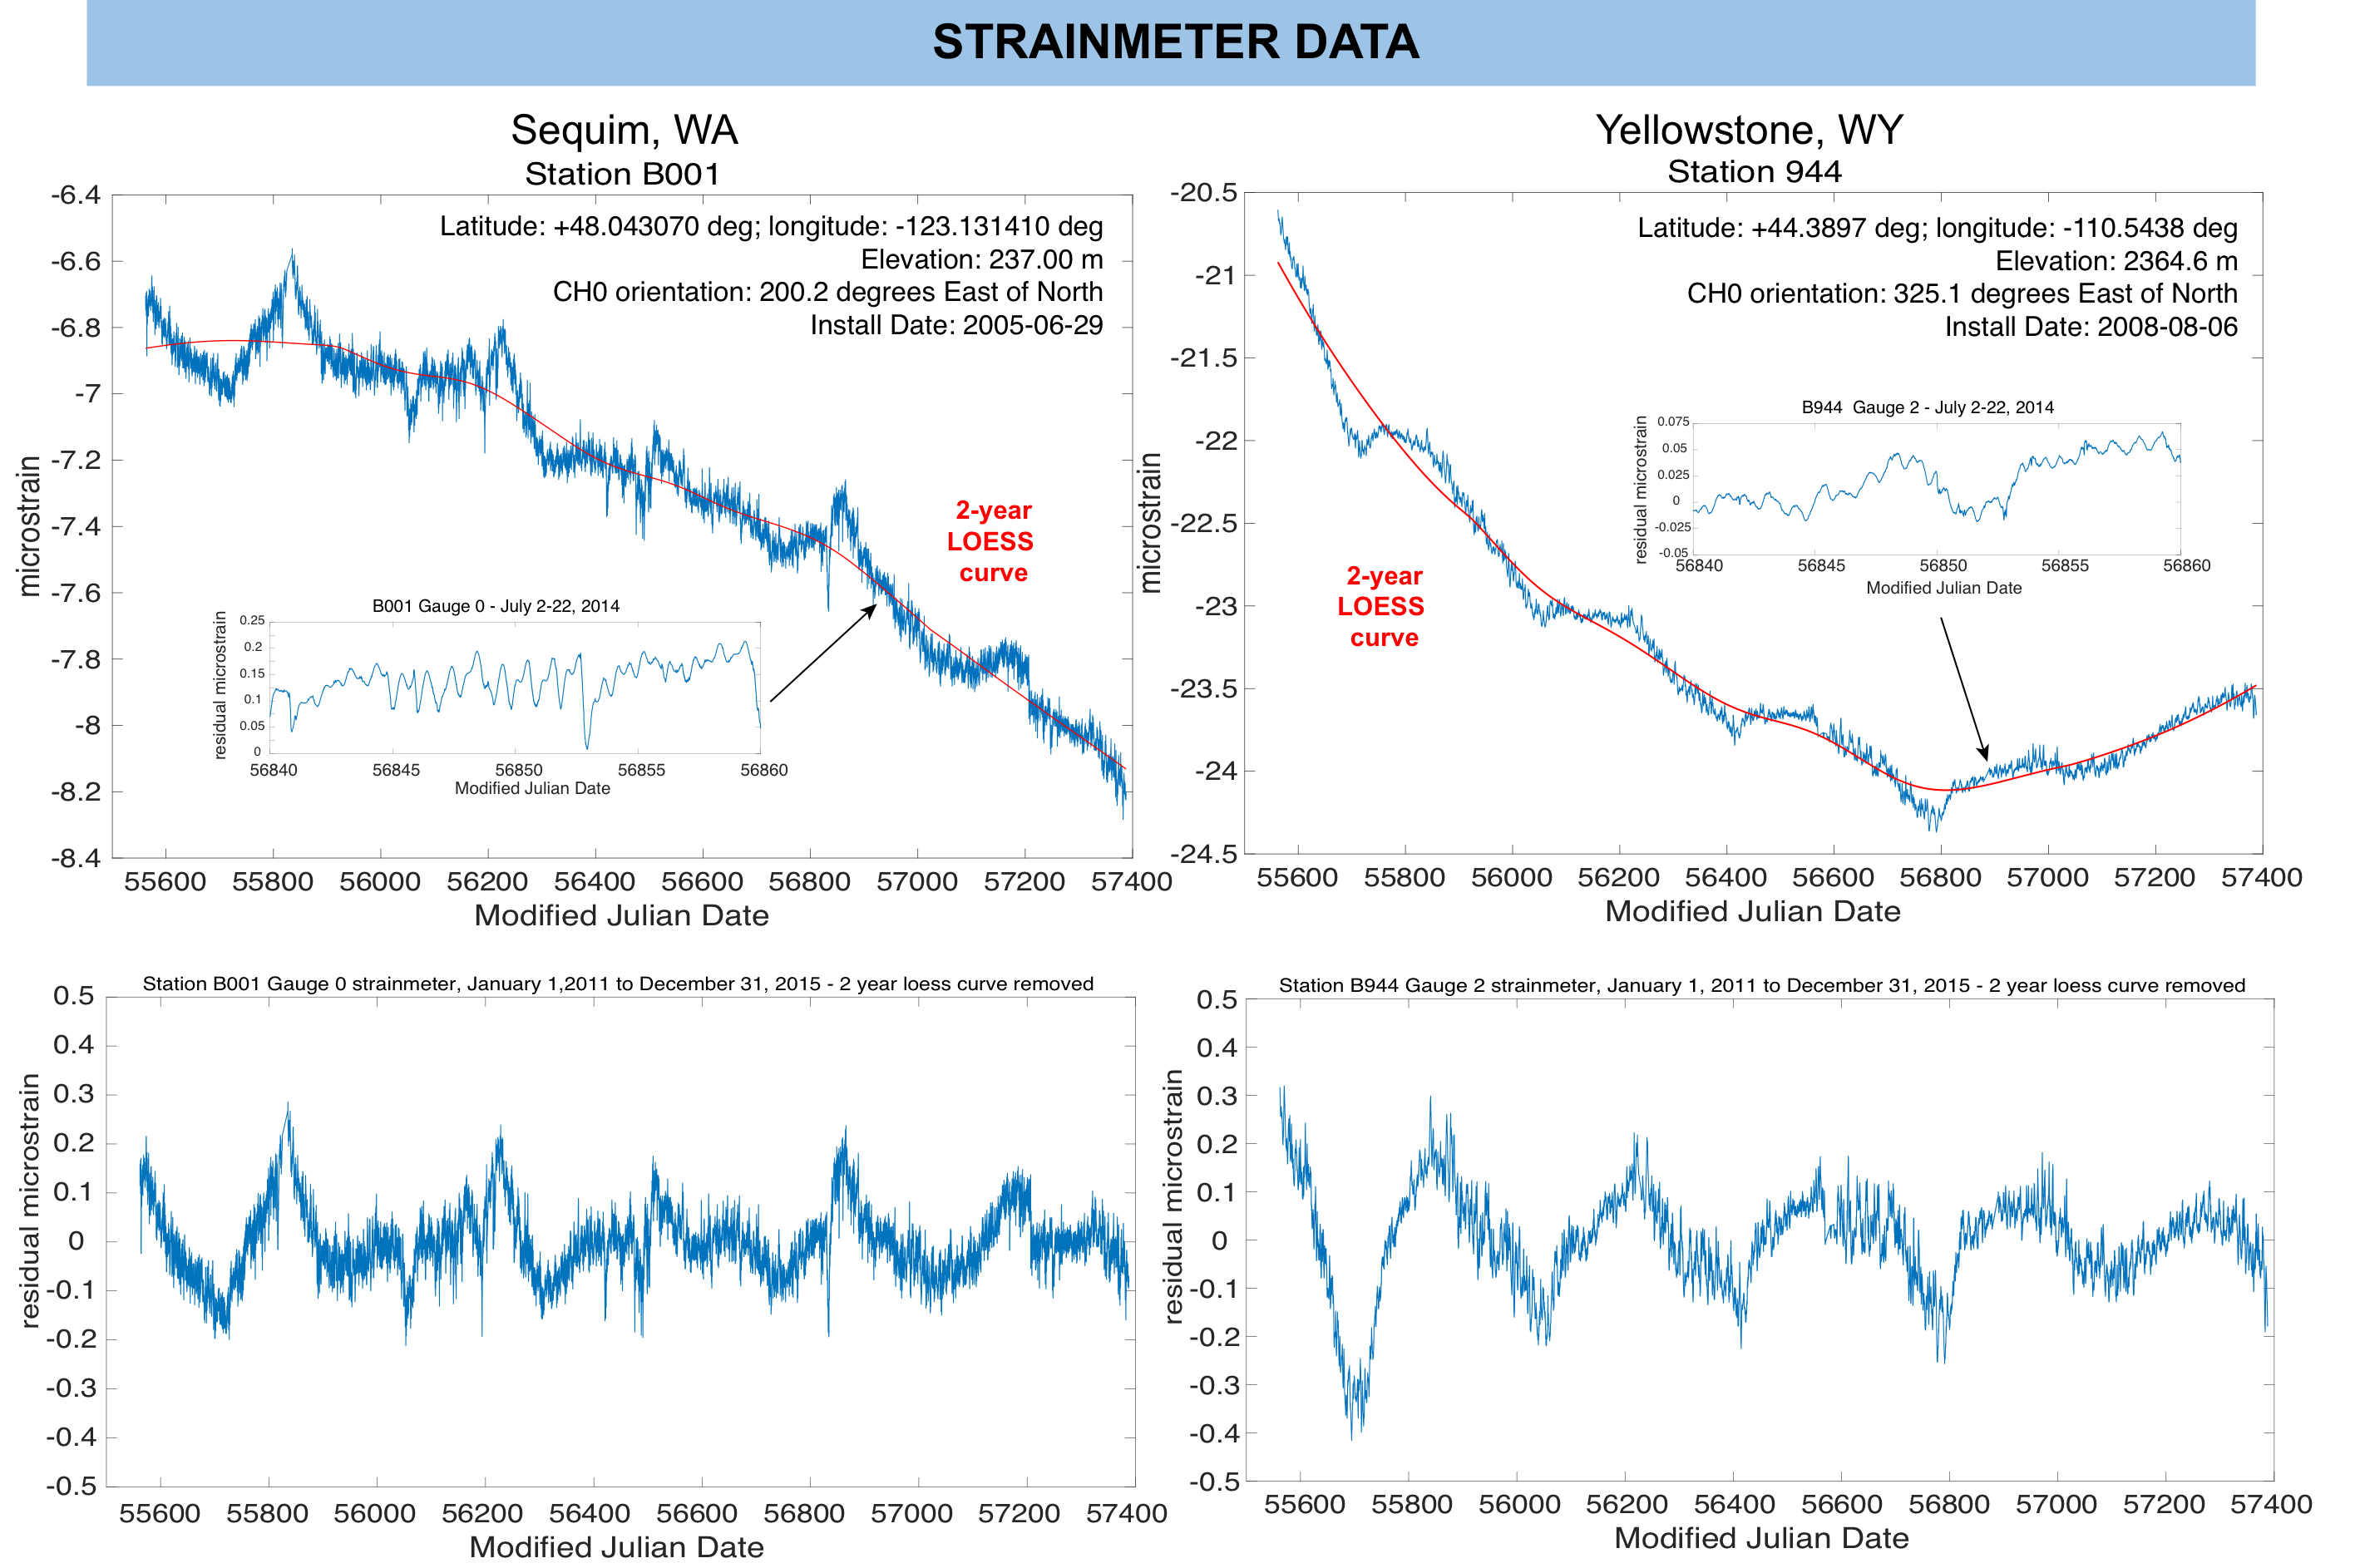 STRAINMETER DATA
Sequim, WA
Station B001
-6.4
-6.6
-6.8
-7
-7.2
-7.4
-7.6
-7.8
-8
-8.2
-8.4
microstrain
Latitude: +48.043070 deg; longitude: -123.131410 deg
Elevation: 237.00 m
CH0 orientation: 200.2 degrees East of North
Install Date: 2005-06-29
2-year
LOESS
curve
B001 Gauge 0 - July 2-22, 2014
0.25
0.2
0.15
0.1
0.05
0
residual microstrain
56840 56845 56850 56855 56860
Modified Julian Date
55600 55800 56000 56200 56400 56600 56800 57000 57200 57400
Modified Julian Date
Yellowstone, WY
Station 944
-20.5
-21
-21.5
-22
-22.5
-23
-23.5
-24
-24.5
microstrain
Latitude: +44.3897 deg; longitude: -110.5438 deg
Elevation: 2364.6 m
CH0 orientation: 325.1 degrees East of North
Install Date: 2008-08-06
B944 Gauge 2 - July 2-22, 2014
0.075
0.05
0.025
0
-0.025
-0.05
residual microstrain
56840 56845 56850 56855 56860
Modified Julian Date
2-year
LOESS
curve
55600 55800 56000 56200 56400 56600 56800 57000 57200 57400
Modified Julian Date
Station B001 Gauge 0 strainmeter, January 1,2011 to December 31, 2015 - 2 year loess curve removed
0.5
0.4
0.3
0.2
0.1
0
-0.1
-0.2
-0.3
-0.4
-0.5
residual microstrain
55600 55800 56000 56200 56400 56600 56800 57000 57200 57400
Modified Julian Date
Station B944 Gauge 2 strainmeter, January 1, 2011 to December 31, 2015 - 2 year loess curve removed
0.5
0.4
0.3
0.2
0.1
0
-0.1
-0.2
-0.3
-0.4
-0.5
residual microstrain
55600 55800 56000 56200 56400 56600 56800 57000 57200 57400
Modified Julian Date